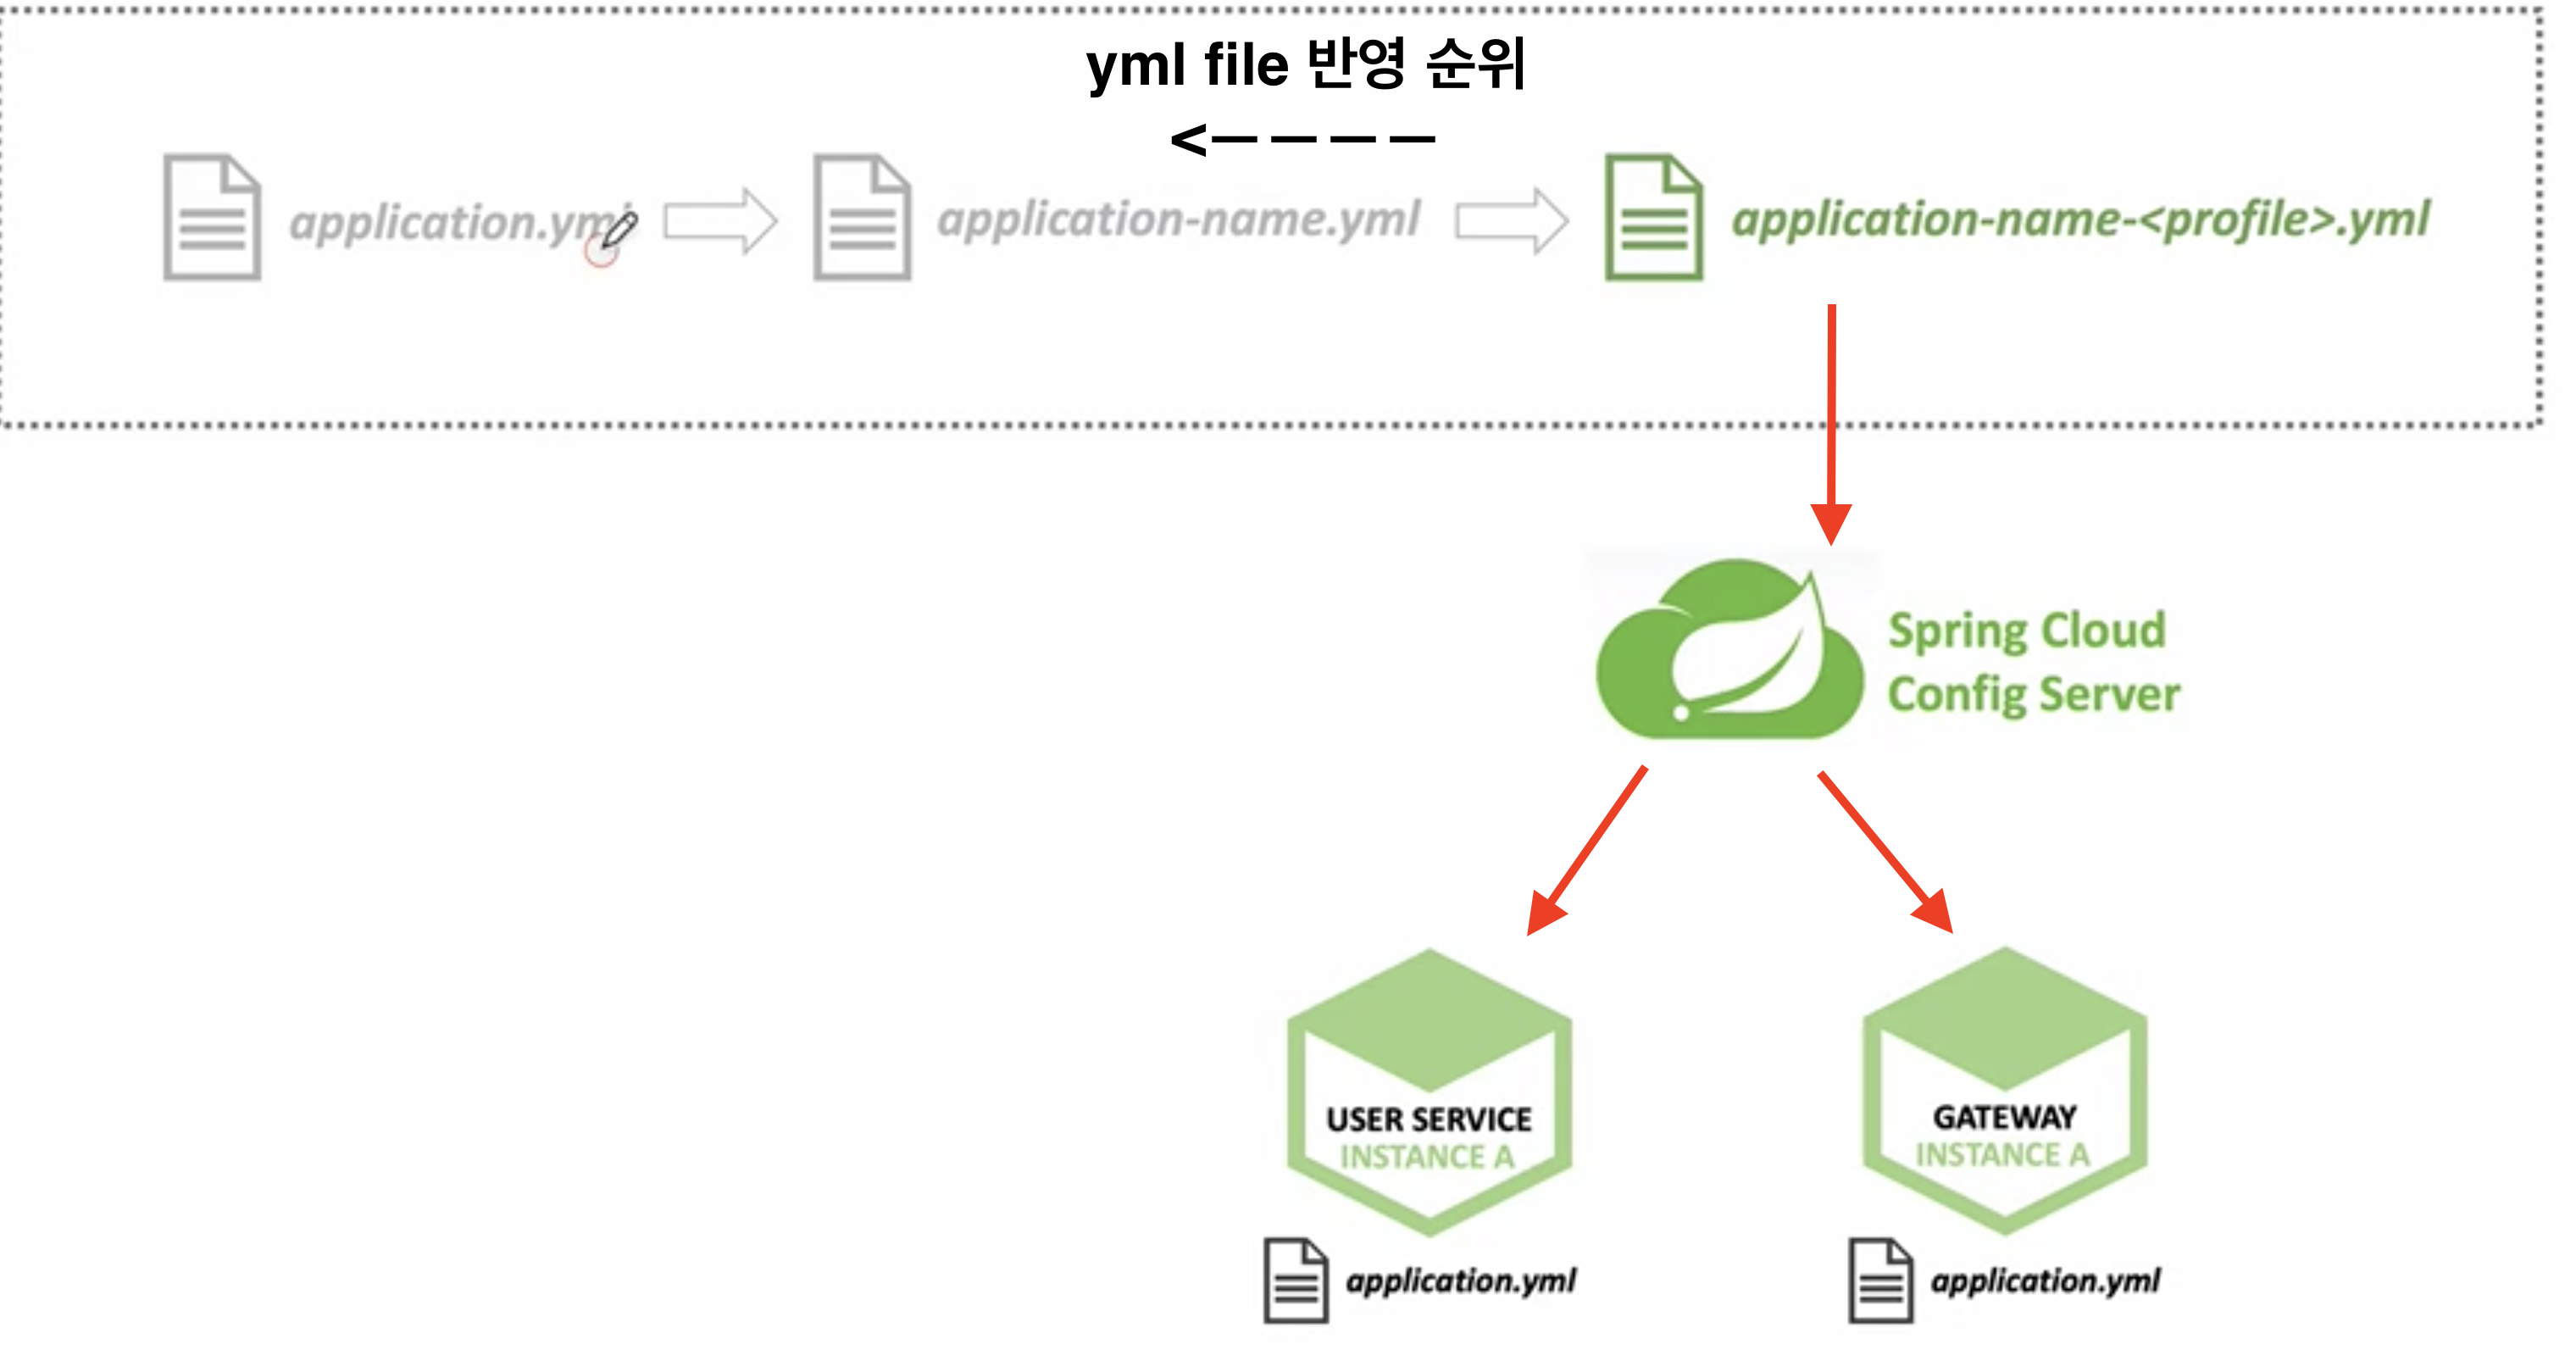 yml file 반영 순위
<— — — —
application.yml
application-name.yml
application-name-<profile>.yml
Spring Cloud
Config Server
USER SERVICE
INSTANCE A
GATEWAY
INSTANCE A
application.yml
application.yml